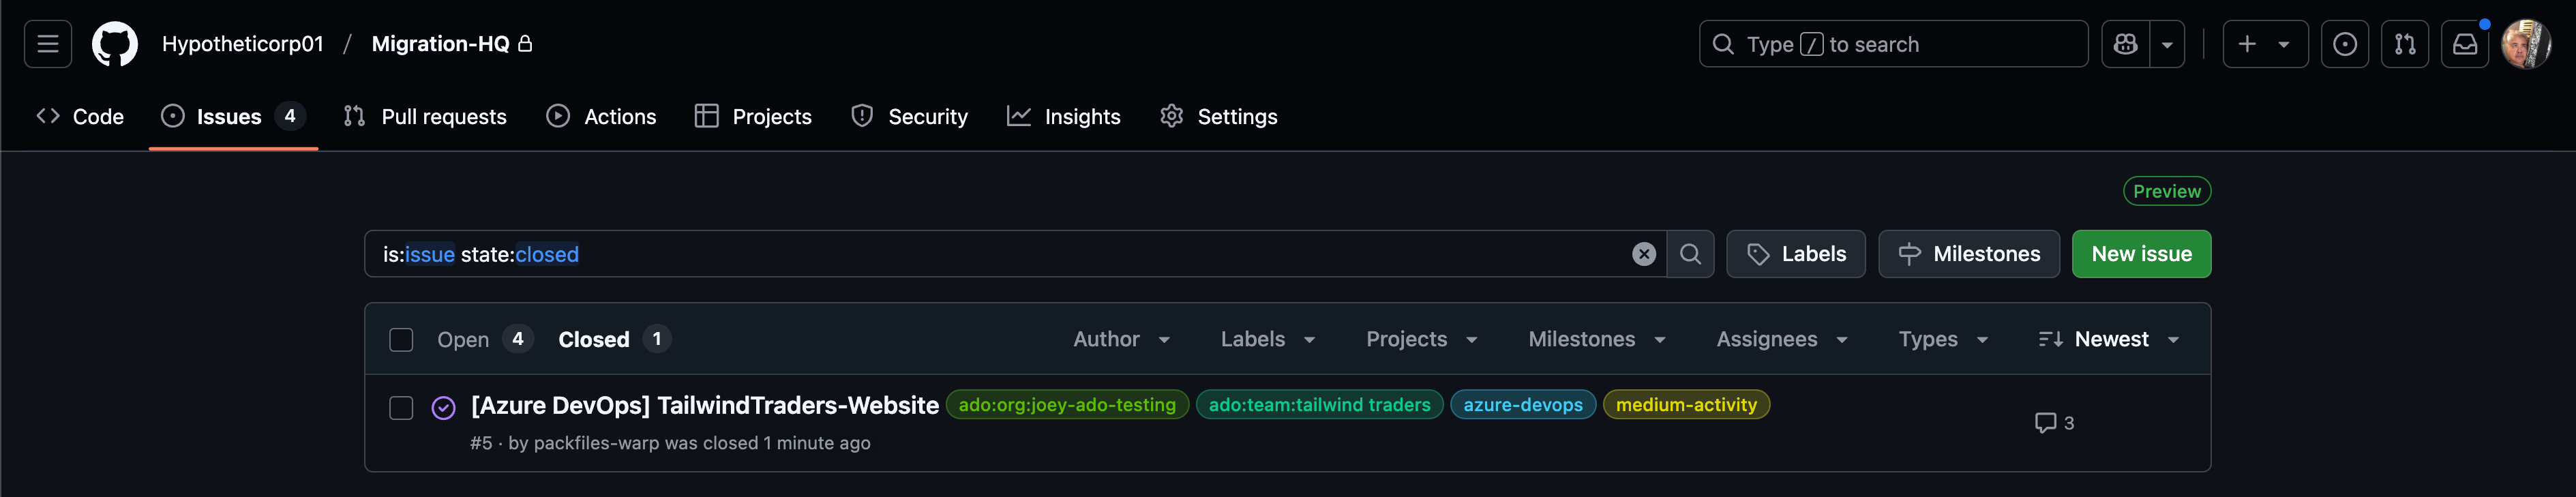 Hypotheticorp01 / Migration-HQ
Type / to search
Code Issues 4 Pull requests Actions Projects Security Insights Settings
Preview
is:issue state:closed
Labels Milestones New issue
Open 4 Closed 1 Author Labels Projects Milestones Assignees Types Newest
[Azure DevOps] TailwindTraders-Website ado:org:joey-ado-testing ado:team:tailwind traders azure-devops medium-activity
#5 · by packfiles-warp was closed 1 minute ago
3